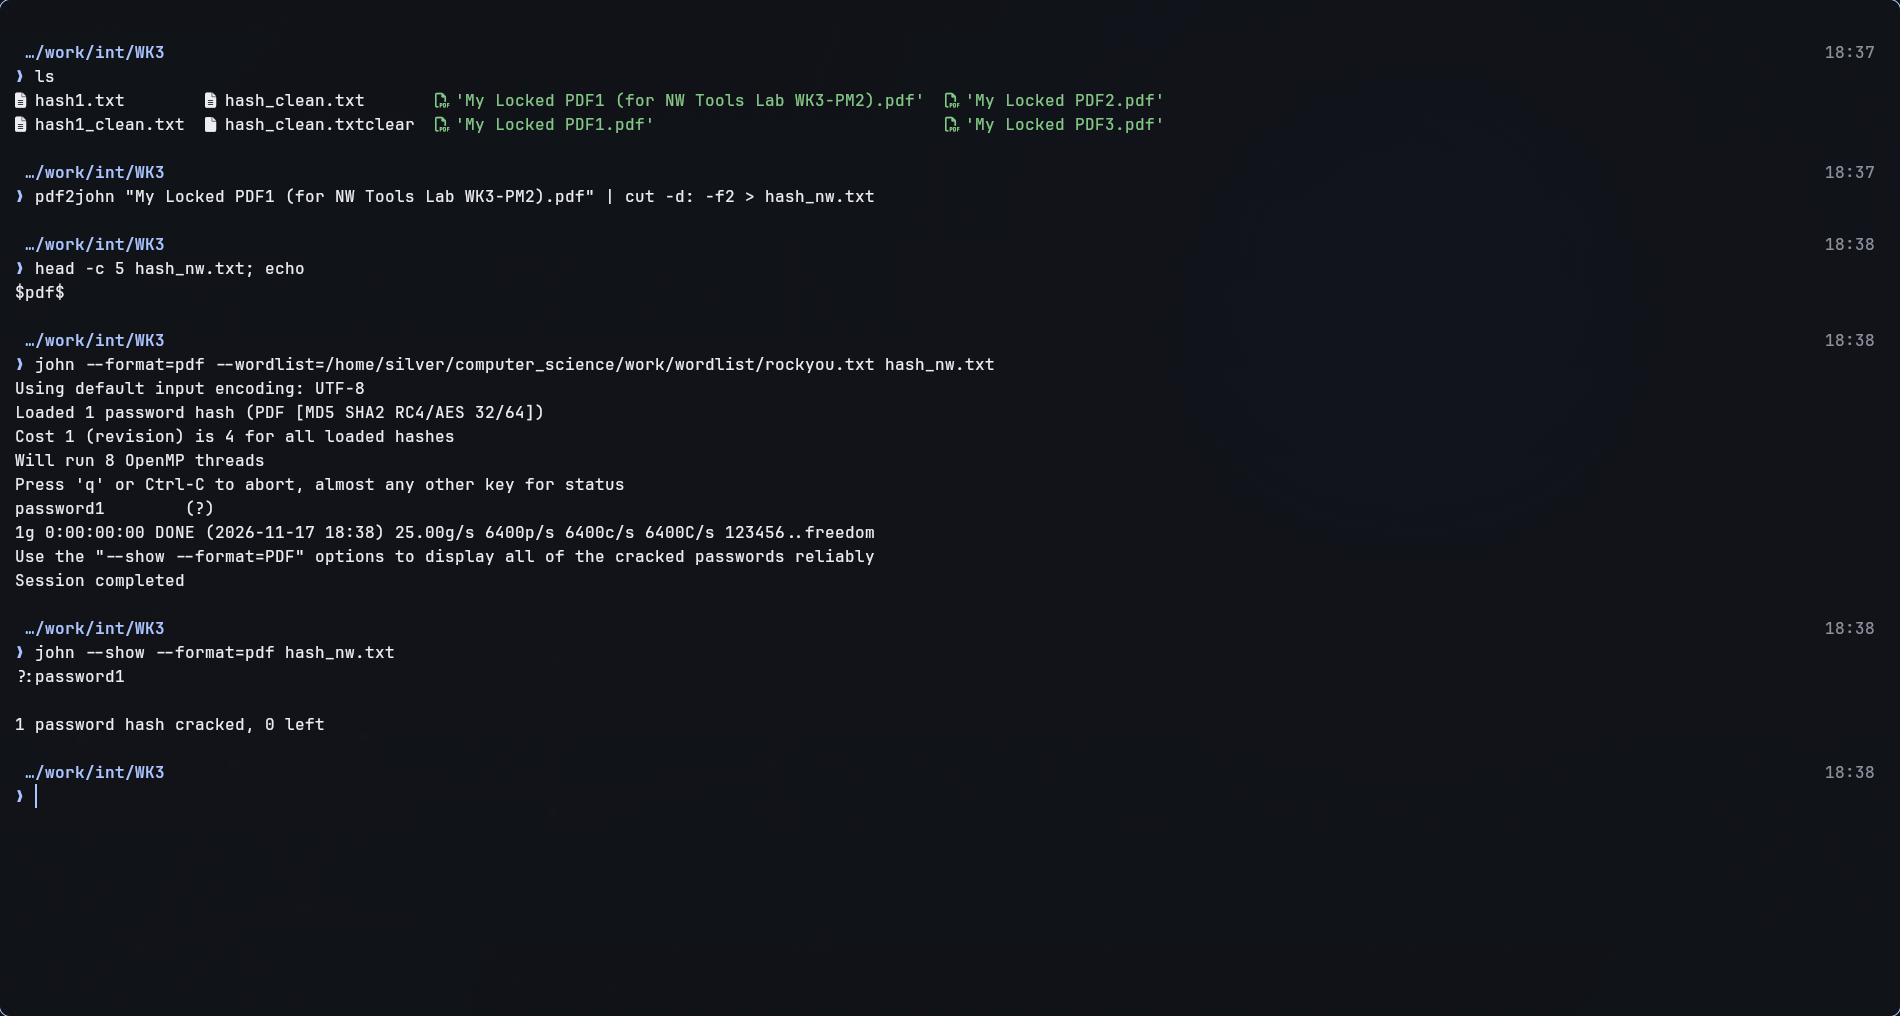 …/work/int/WK3 18:37
❯ ls
hash1.txt hash_clean.txt 'My Locked PDF1 (for NW Tools Lab WK3-PM2).pdf' 'My Locked PDF2.pdf'
hash1_clean.txt hash_clean.txtclear 'My Locked PDF1.pdf' 'My Locked PDF3.pdf'
…/work/int/WK3 18:37
❯ pdf2john "My Locked PDF1 (for NW Tools Lab WK3-PM2).pdf" | cut -d: -f2 > hash_nw.txt
…/work/int/WK3 18:38
❯ head -c 5 hash_nw.txt; echo
$pdf$
…/work/int/WK3 18:38
❯ john --format=pdf --wordlist=/home/silver/computer_science/work/wordlist/rockyou.txt hash_nw.txt
Using default input encoding: UTF-8
Loaded 1 password hash (PDF [MD5 SHA2 RC4/AES 32/64])
Cost 1 (revision) is 4 for all loaded hashes
Will run 8 OpenMP threads
Press 'q' or Ctrl-C to abort, almost any other key for status
password1 (?)
1g 0:00:00:00 DONE (2026-11-17 18:38) 25.00g/s 6400p/s 6400c/s 6400C/s 123456..freedom
Use the "--show --format=PDF" options to display all of the cracked passwords reliably
Session completed
…/work/int/WK3 18:38
❯ john --show --format=pdf hash_nw.txt
?:password1
1 password hash cracked, 0 left
…/work/int/WK3 18:38
❯